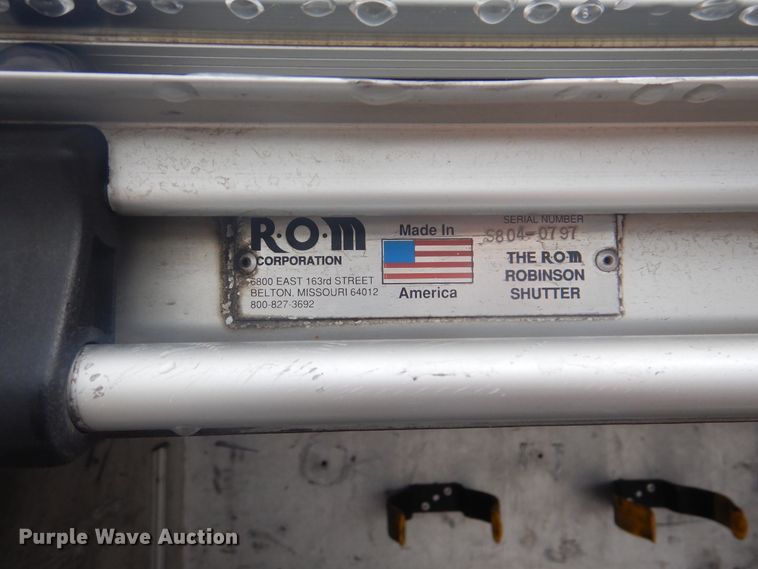 R·O·M
CORPORATION
6800 EAST 163rd STREET
BELTON, MISSOURI 64012
800-827-3692
Made In
America
SERIAL NUMBER
S804-0797
THE R·O·M
ROBINSON
SHUTTER
Purple Wave Auction®